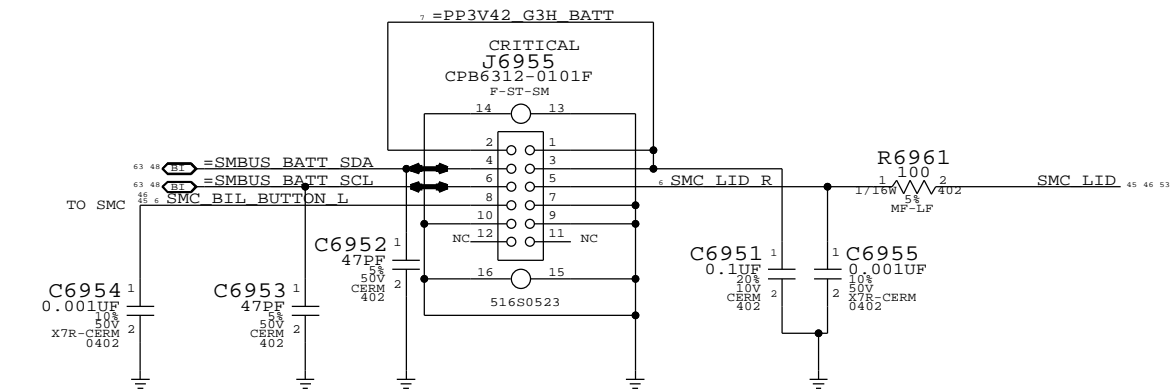 7 =PP3V42_G3H_BATT
CRITICAL
J6955
CPB6312-0101F
F-ST-SM
14 13
2 1
63 48 BI =SMBUS_BATT_SDA 4 3
63 48 BI =SMBUS_BATT_SCL 6 5 6 SMC_LID_R
R6961
100
1 2
1/16W 402
5%
MF-LF
SMC_LID 45 46 53
46
TO SMC 45 6 SMC_BIL_BUTTON_L 8 7
10 9
NC 12 11 NC
16 15
516S0523
C6952 1
47PF
5%
50V 2
CERM
402
C6951 1
0.1UF
20%
10V 2
CERM
402
1 C6955
0.001UF
10%
2 50V
X7R-CERM
0402
C6954 1
0.001UF
10%
50V
X7R-CERM 2
0402
C6953 1
47PF
5%
50V
CERM 2
402